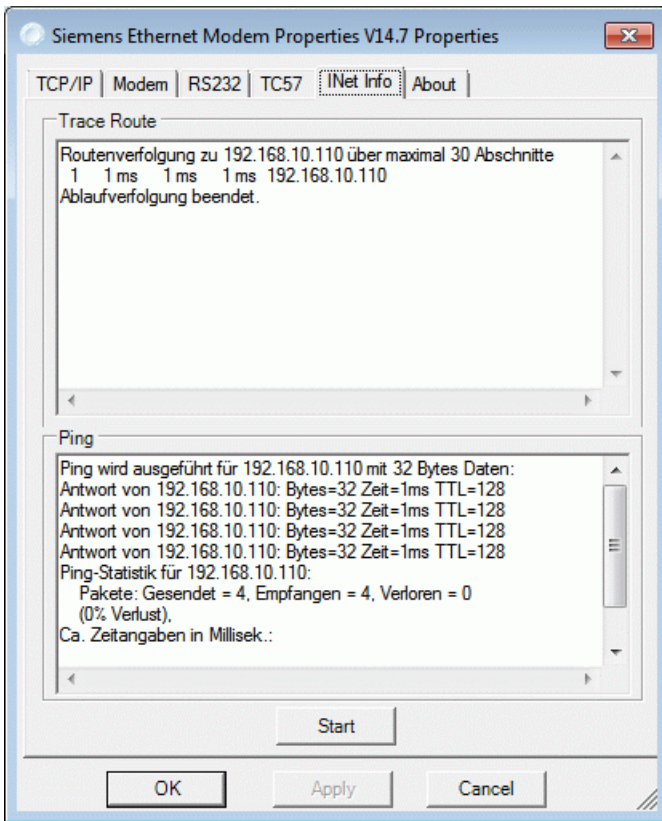 Siemens Ethernet Modem Properties V14.7 Properties
TCP/IP Modem RS232 TC57 INet Info About
Trace Route
Routenverfolgung zu 192.168.10.110 über maximal 30 Abschnitte
1 1 ms 1 ms 1 ms 192.168.10.110
Ablaufverfolgung beendet.
Ping
Ping wird ausgeführt für 192.168.10.110 mit 32 Bytes Daten:
Antwort von 192.168.10.110: Bytes=32 Zeit=1ms TTL=128
Antwort von 192.168.10.110: Bytes=32 Zeit=1ms TTL=128
Antwort von 192.168.10.110: Bytes=32 Zeit=1ms TTL=128
Antwort von 192.168.10.110: Bytes=32 Zeit=1ms TTL=128
Ping-Statistik für 192.168.10.110:
Pakete: Gesendet = 4, Empfangen = 4, Verloren = 0
(0% Verlust),
Ca. Zeitangaben in Millisek.:
Start
OK Apply Cancel